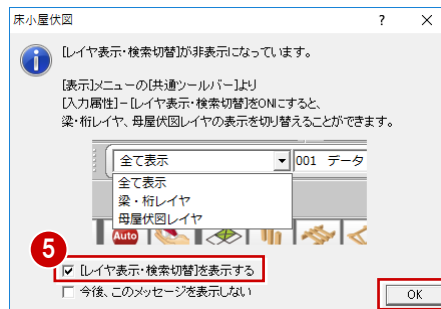 床小屋伏図
?
×
[レイヤ表示・検索切替]が非表示になっています。
[表示]メニューの[共通ツールバー]より
[入力属性]－[レイヤ表示・検索切替]をONにすると、
梁・桁レイヤ、母屋伏図レイヤの表示を切り替えることができます。
全て表示
001 データ
全て表示
梁・桁レイヤ
母屋伏図レイヤ
Auto
5
[レイヤ表示・検索切替]を表示する
今後、このメッセージを表示しない
OK